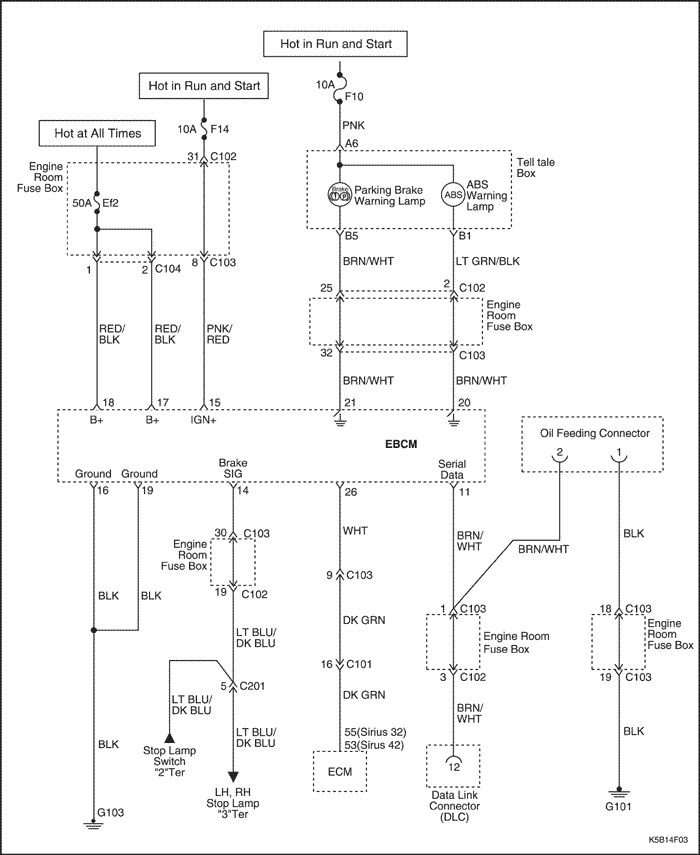 Hot in Run and Start
10A
F10
PNK
A6
Hot in Run and Start
10A F14
31 C102
Hot at All Times
Engine
Room
Fuse Box
50A Ef2
1 2 C104 8 C103
Tell tale
Box
Brake
Parking Brake
Warning Lamp
ABS
ABS
Warning
Lamp
B5 B1
BRN/WHT LT GRN/BLK
25 2 C102
Engine
Room
Fuse Box
32 C103
RED/
BLK
RED/
BLK
PNK/
RED
BRN/WHT BRN/WHT
18 17 15 21 20
B+ B+ IGN+
EBCM
Ground Ground
Brake
SIG
Serial
Data
16 19 14 26 11
Oil Feeding Connector
2 1
30 C103
Engine
Room
Fuse Box
19 C102
WHT
BRN/
WHT
BRN/WHT
BLK
9 C103
BLK BLK
DK GRN
1 C103
18 C103
Engine Room
Fuse Box
Engine
Room
Fuse Box
LT BLU/
DK BLU
16 C101
3 C102
19 C103
5 C201
LT BLU/
DK BLU
DK GRN
BRN/
WHT
LT BLU/
DK BLU
BLK
BLK
55(Sirius 32)
53(Sirius 42)
ECM
12
Stop Lamp
Switch
"2"Ter
LH, RH
Stop Lamp
"3"Ter
Data Link
Connector
(DLC)
G103
G101
K5B14F03